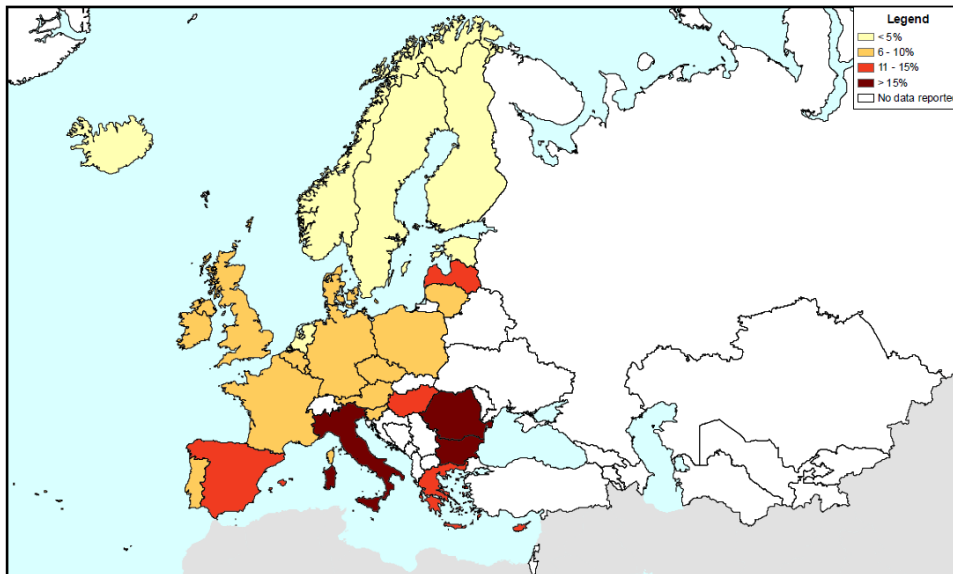 Legend
< 5%
6 - 10%
11 - 15%
> 15%
No data reported